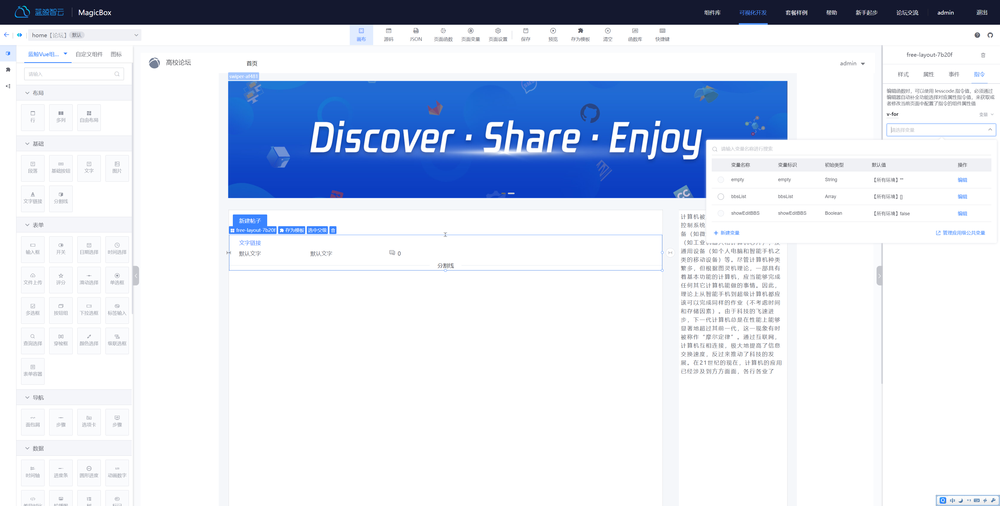 蓝鲸智云 MagicBox 组件库 可视化开发 套餐样例 帮助 新手起步 论坛交流 admin 退出
home【论坛】 默认
画布 源码 JSON 页面函数 页面变量 页面设置 保存 预览 存为模板 清空 函数库 快捷键
蓝鲸Vue组... 自定义组件 图标
请输入
布局
行 多列 自由布局
基础
段落 基础按钮 文字 图片
文字链接 分割线
表单
输入框 开关 日期选择 时间选择
文件上传 评分 滑动选择 单选框
多选框 按钮组 下拉选框 标签输入
查询选择 穿梭框 颜色选择 级联选框
表单容器
导航
面包屑 步骤 选项卡 步骤
数据
时间轴 进度条 圆形进度 动画数字
差异对比 轮播图 树 标记
高校论坛 首页 admin
swiper-af481
SMS
Discover · Share · Enjoy
CC
新建帖子
free-layout-7b20f 存为模板 选中父级
文字链接
默认文字 默认文字 0
分割线
计算机被
控制系统
备（如微
（如工业机器人和计算机芯片），及
通用设备（如个人电脑和智能手机之
类的移动设备）等。尽管计算机种类
繁多，但根据图灵机理论，一部具有
着基本功能的计算机，应当能够完成
任何其它计算机能做的事情。因此，
理论上从智能手机到超级计算机都应
该可以完成同样的作业（不考虑时间
和存储因素）。由于科技的飞速进
步，下一代计算机总是在性能上能够
显著地超过其前一代，这一现象有时
被称作“摩尔定律”。通过互联网，
计算机互相连接，极大地提高了信息
交换速度，反过来推动了科技的发
展。在21世纪的现在，计算机的应用
已经涉及到方方面面，各行各业了
free-layout-7b20f
样式 属性 事件 指令
编辑函数时，可以使用 lesscode.指令值，必须通过
编辑器自动补全功能选择对应属性指令值，来获取或
者修改当前页面中配置了指令的组件属性值
v-for 变量
请选择变量
请输入变量名称进行搜索
变量名称 变量标识 初始类型 默认值 操作
empty empty String 【所有环境】"" 编辑
bbsList bbsList Array 【所有环境】[] 编辑
showEditBBS showEditBBS Boolean 【所有环境】false 编辑
新建变量 管理应用级公共变量
中